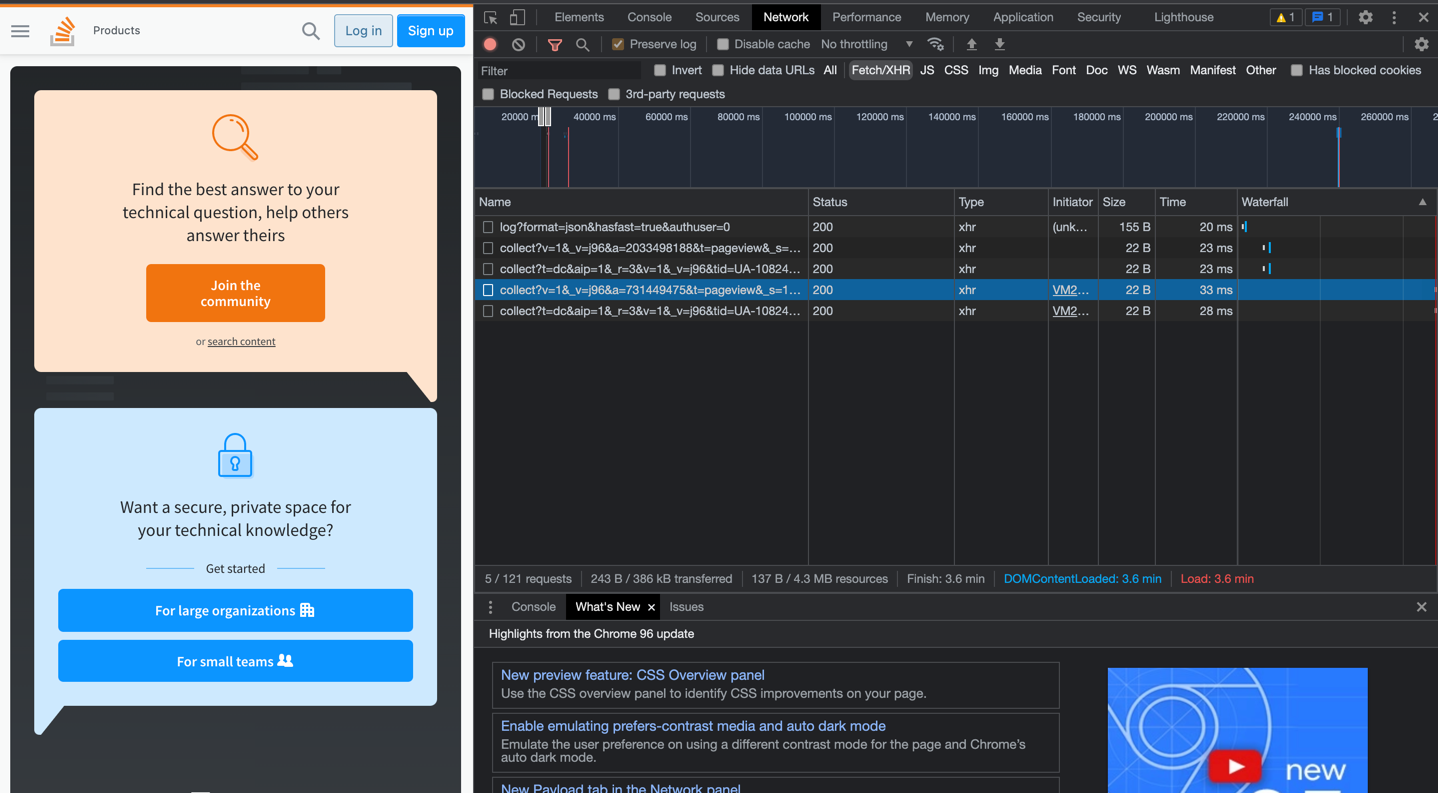 Products
Log in
Sign up
Find the best answer to your
technical question, help others
answer theirs
Join the
community
or search content
Want a secure, private space for
your technical knowledge?
Get started
For large organizations
For small teams
Elements Console Sources Network Performance Memory Application Security Lighthouse 1 1
Preserve log Disable cache No throttling
Filter Invert Hide data URLs All Fetch/XHR JS CSS Img Media Font Doc WS Wasm Manifest Other Has blocked cookies
Blocked Requests 3rd-party requests
20000 m 40000 ms 60000 ms 80000 ms 100000 ms 120000 ms 140000 ms 160000 ms 180000 ms 200000 ms 220000 ms 240000 ms 260000 ms 2
Name Status Type Initiator Size Time Waterfall
log?format=json&hasfast=true&authuser=0 200 xhr (unk... 155 B 20 ms
collect?v=1&_v=j96&a=2033498188&t=pageview&_s=... 200 xhr 22 B 23 ms
collect?t=dc&aip=1&_r=3&v=1&_v=j96&tid=UA-10824... 200 xhr 22 B 23 ms
collect?v=1&_v=j96&a=731449475&t=pageview&_s=1... 200 xhr VM2... 22 B 33 ms
collect?t=dc&aip=1&_r=3&v=1&_v=j96&tid=UA-10824... 200 xhr VM2... 22 B 28 ms
5 / 121 requests 243 B / 386 kB transferred 137 B / 4.3 MB resources Finish: 3.6 min DOMContentLoaded: 3.6 min Load: 3.6 min
Console What's New Issues
Highlights from the Chrome 96 update
New preview feature: CSS Overview panel
Use the CSS overview panel to identify CSS improvements on your page.
Enable emulating prefers-contrast media and auto dark mode
Emulate the user preference on using a different contrast mode for the page and Chrome's
auto dark mode.
New Payload tab in the Network panel
new